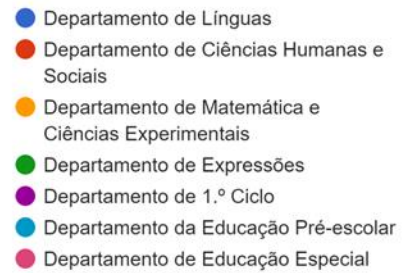 Departamento de Línguas
Departamento de Ciências Humanas e
Sociais
Departamento de Matemática e
Ciências Experimentais
Departamento de Expressões
Departamento de 1.º Ciclo
Departamento da Educação Pré-escolar
Departamento de Educação Especial